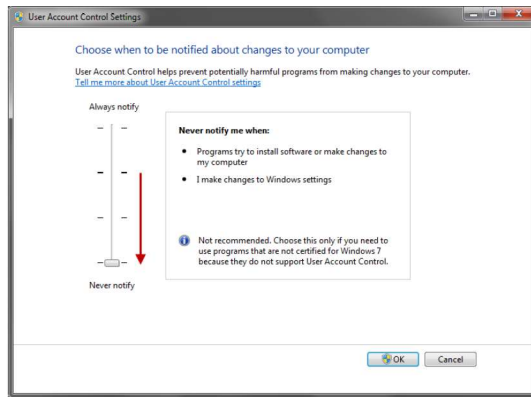 User Account Control Settings
Choose when to be notified about changes to your computer
User Account Control helps prevent potentially harmful programs from making changes to your computer.
Tell me more about User Account Control settings
Always notify
Never notify me when:
Programs try to install software or make changes to
my computer
I make changes to Windows settings
Not recommended. Choose this only if you need to
use programs that are not certified for Windows 7
because they do not support User Account Control.
Never notify
OK
Cancel